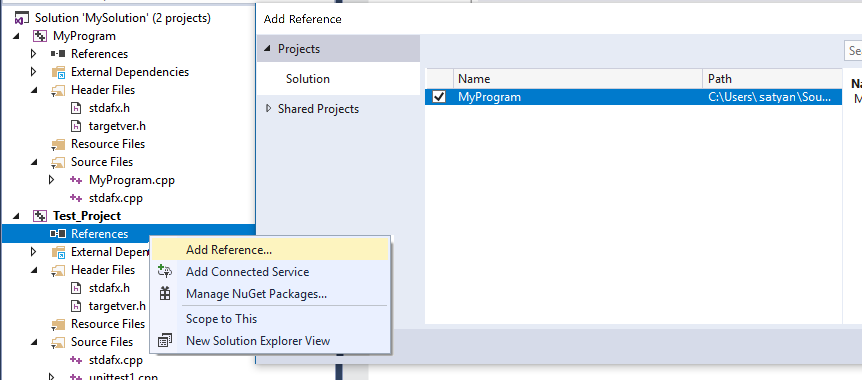 Solution 'MySolution' (2 projects)
MyProgram
References
External Dependencies
Header Files
stdafx.h
targetver.h
Resource Files
Source Files
MyProgram.cpp
stdafx.cpp
Test_Project
References
External Depen
Header Files
stdafx.h
targetver.h
Resource Files
Source Files
stdafx.cpp
unittest1.cpp
Add Reference...
Add Connected Service
Manage NuGet Packages...
Scope to This
New Solution Explorer View
Add Reference
Projects
Solution
Shared Projects
Sea
Name Path
MyProgram C:\Users\satyan\Sou...
Na
M